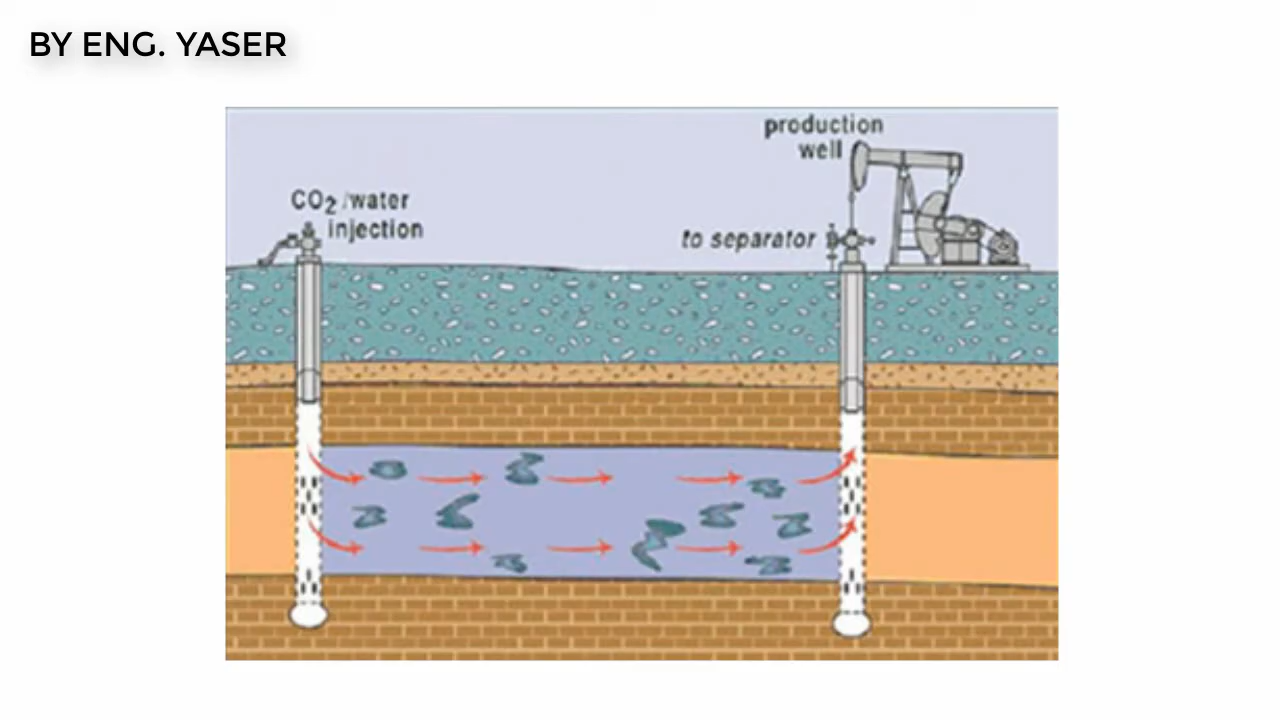 BY ENG. YASER
production
well
CO2/water
injection
to separator